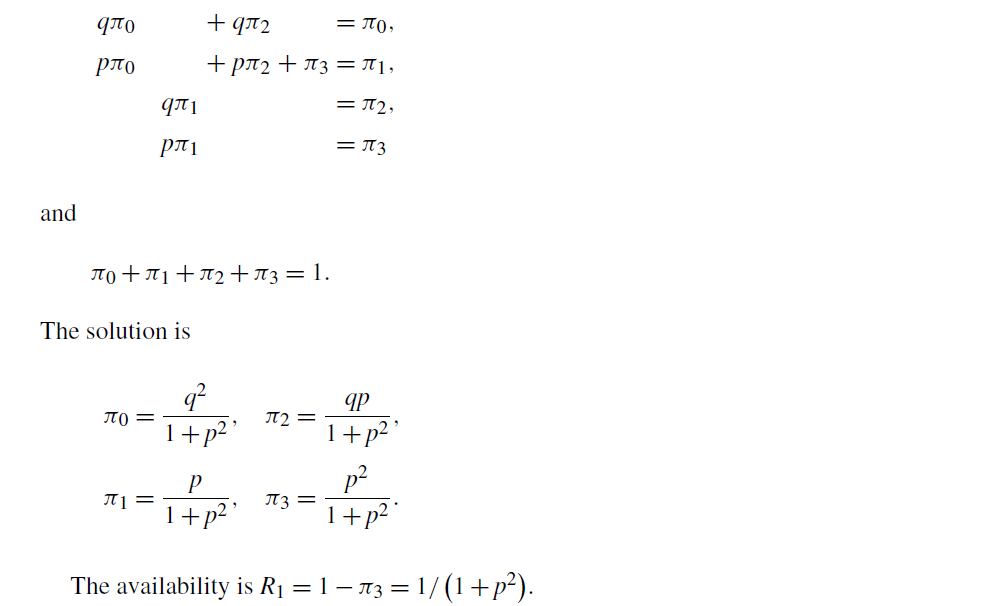 qπ₀ + qπ₂ = π₀,
pπ₀ + pπ₂ + π₃ = π₁,
qπ₁ = π₂,
pπ₁ = π₃
and
π₀ + π₁ + π₂ + π₃ = 1.
The solution is
π₀ = q²/(1 + p²), π₂ = qp/(1 + p²),
π₁ = p/(1 + p²), π₃ = p²/(1 + p²).
The availability is R₁ = 1 − π₃ = 1/(1 + p²).